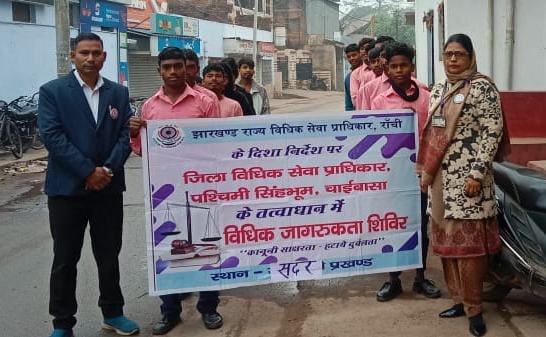 झारखण्ड राज्य विधिक सेवा प्राधिकार, राँची
के दिशा निर्देश पर
जिला विधिक सेवा प्राधिकार,
पश्चिमी सिंहभूम, चाईबासा
के तत्वाधान में
विधिक जागरुकता शिविर
"कानूनी साक्षरता - हटाये दुर्बलता"
स्थान - सदर प्रखण्ड